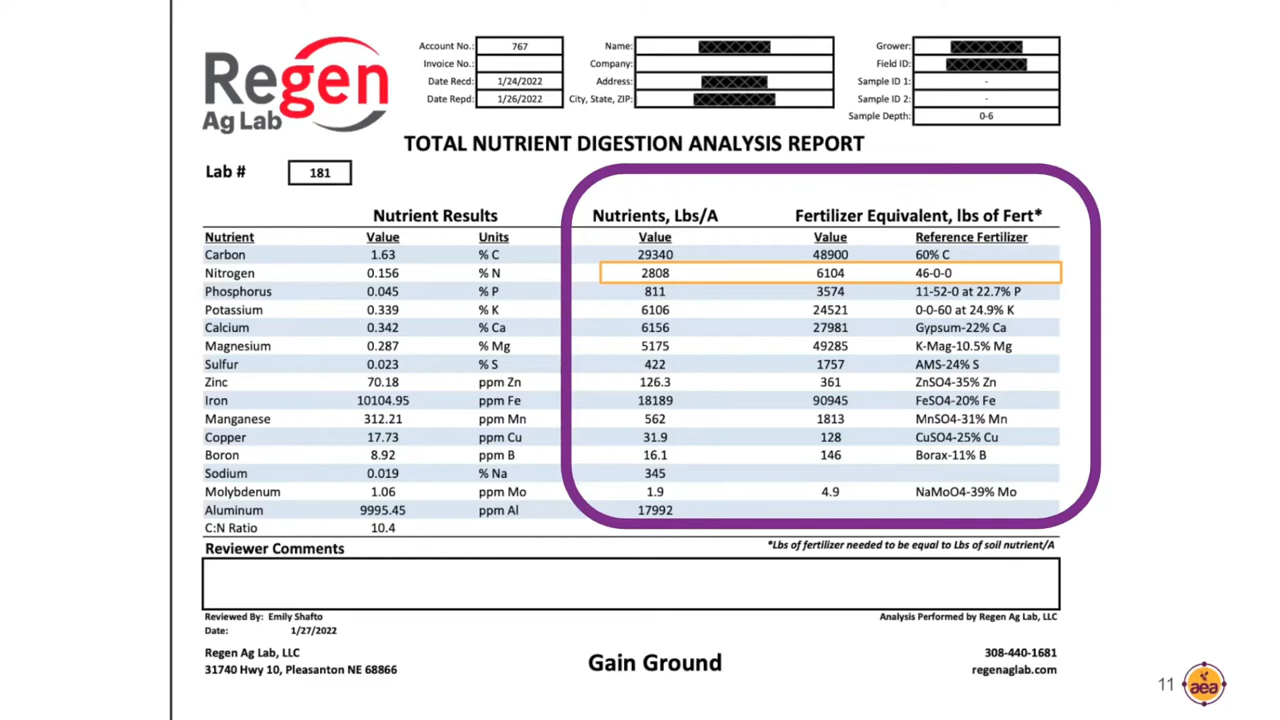 Regen
Ag Lab
Account No.: 767
Invoice No.:
Date Recd: 1/24/2022
Date Repd: 1/26/2022
Name:
Company:
Address:
City, State, ZIP:
Grower:
Field ID:
Sample ID 1: -
Sample ID 2: -
Sample Depth: 0-6
TOTAL NUTRIENT DIGESTION ANALYSIS REPORT
Lab # 181
Nutrient Results Nutrients, Lbs/A Fertilizer Equivalent, lbs of Fert*
Nutrient Value Units Value Value Reference Fertilizer
Carbon 1.63 % C 29340 48900 60% C
Nitrogen 0.156 % N 2808 6104 46-0-0
Phosphorus 0.045 % P 811 3574 11-52-0 at 22.7% P
Potassium 0.339 % K 6106 24521 0-0-60 at 24.9% K
Calcium 0.342 % Ca 6156 27981 Gypsum-22% Ca
Magnesium 0.287 % Mg 5175 49285 K-Mag-10.5% Mg
Sulfur 0.023 % S 422 1757 AMS-24% S
Zinc 70.18 ppm Zn 126.3 361 ZnSO4-35% Zn
Iron 10104.95 ppm Fe 18189 90945 FeSO4-20% Fe
Manganese 312.21 ppm Mn 562 1813 MnSO4-31% Mn
Copper 17.73 ppm Cu 31.9 128 CuSO4-25% Cu
Boron 8.92 ppm B 16.1 146 Borax-11% B
Sodium 0.019 % Na 345
Molybdenum 1.06 ppm Mo 1.9 4.9 NaMoO4-39% Mo
Aluminum 9995.45 ppm Al 17992
C:N Ratio 10.4
Reviewer Comments *Lbs of fertilizer needed to be equal to Lbs of soil nutrient/A
Reviewed By: Emily Shafto Analysis Performed by Regen Ag Lab, LLC
Date: 1/27/2022
Regen Ag Lab, LLC 308-440-1681
31740 Hwy 10, Pleasanton NE 68866 regenaglab.com
Gain Ground
11 aea